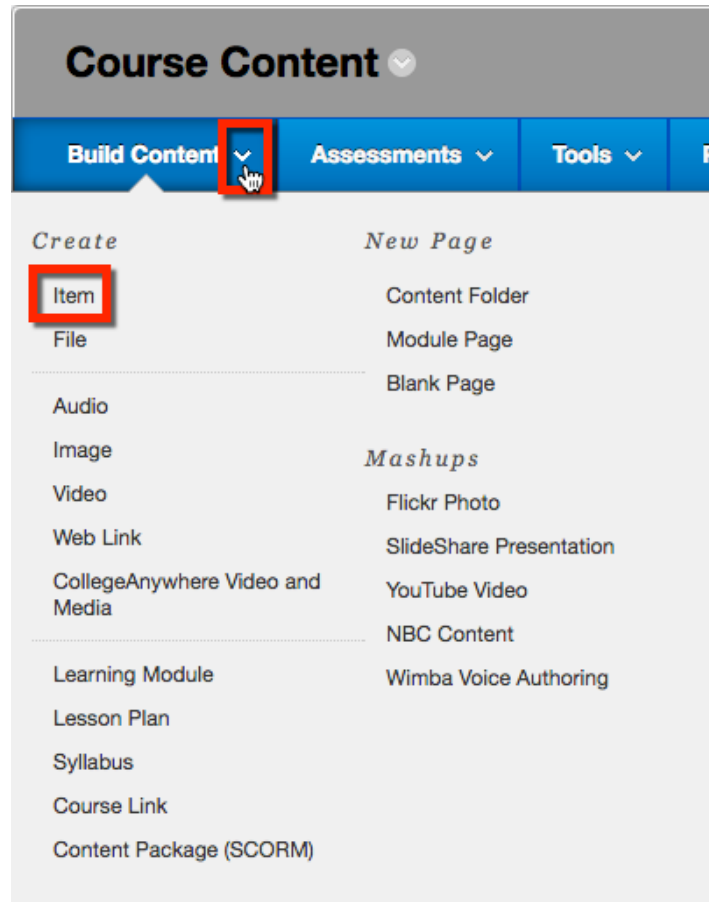 Course Content
Build Content
Assessments
Tools
Create
Item
File
Audio
Image
Video
Web Link
CollegeAnywhere Video and
Media
Learning Module
Lesson Plan
Syllabus
Course Link
Content Package (SCORM)
New Page
Content Folder
Module Page
Blank Page
Mashups
Flickr Photo
SlideShare Presentation
YouTube Video
NBC Content
Wimba Voice Authoring